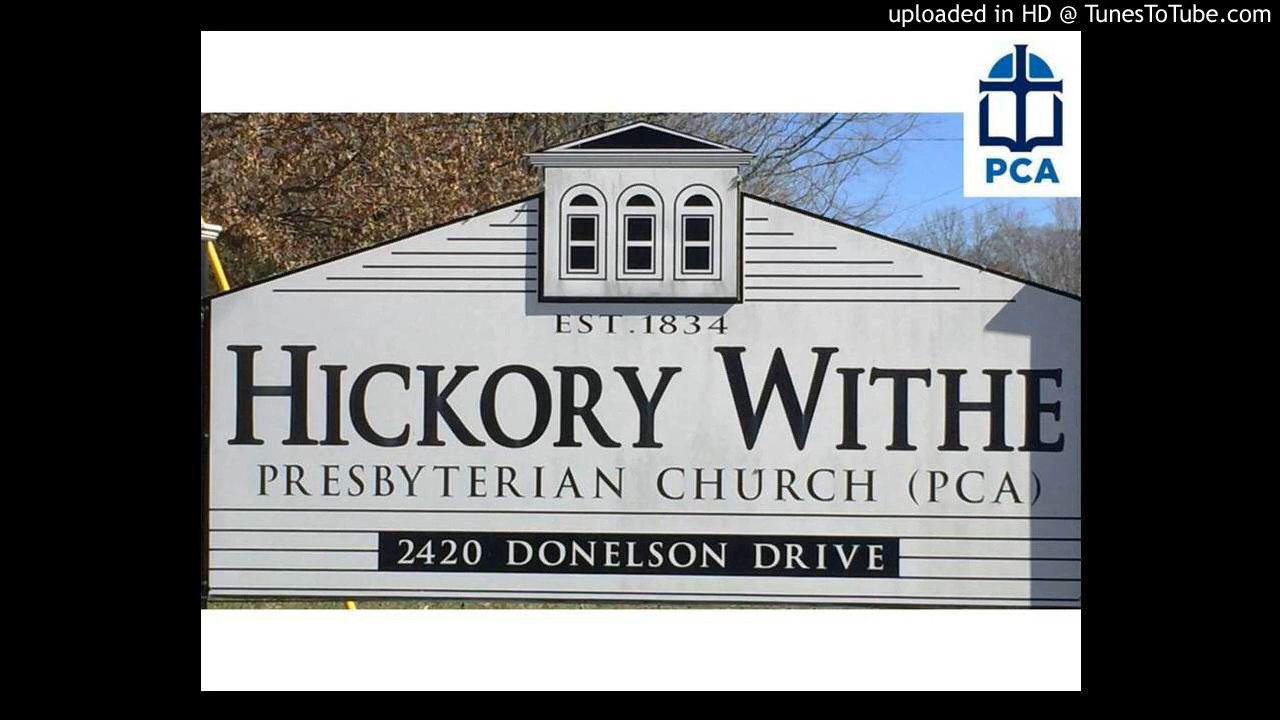 uploaded in HD @ TunesToTube.com
PCA
EST.1834
HICKORY WITHE
PRESBYTERIAN CHURCH (PCA)
2420 DONELSON DRIVE